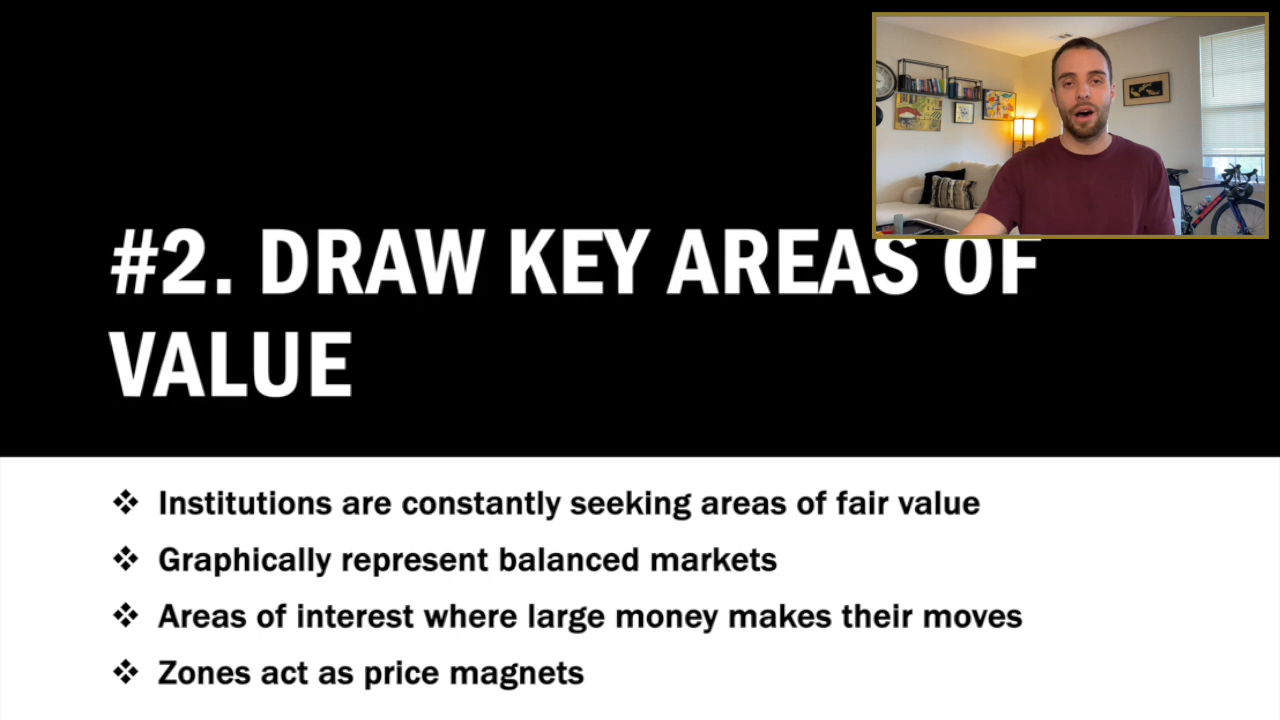 #2. DRAW KEY AREAS OF
VALUE
❖ Institutions are constantly seeking areas of fair value
❖ Graphically represent balanced markets
❖ Areas of interest where large money makes their moves
❖ Zones act as price magnets